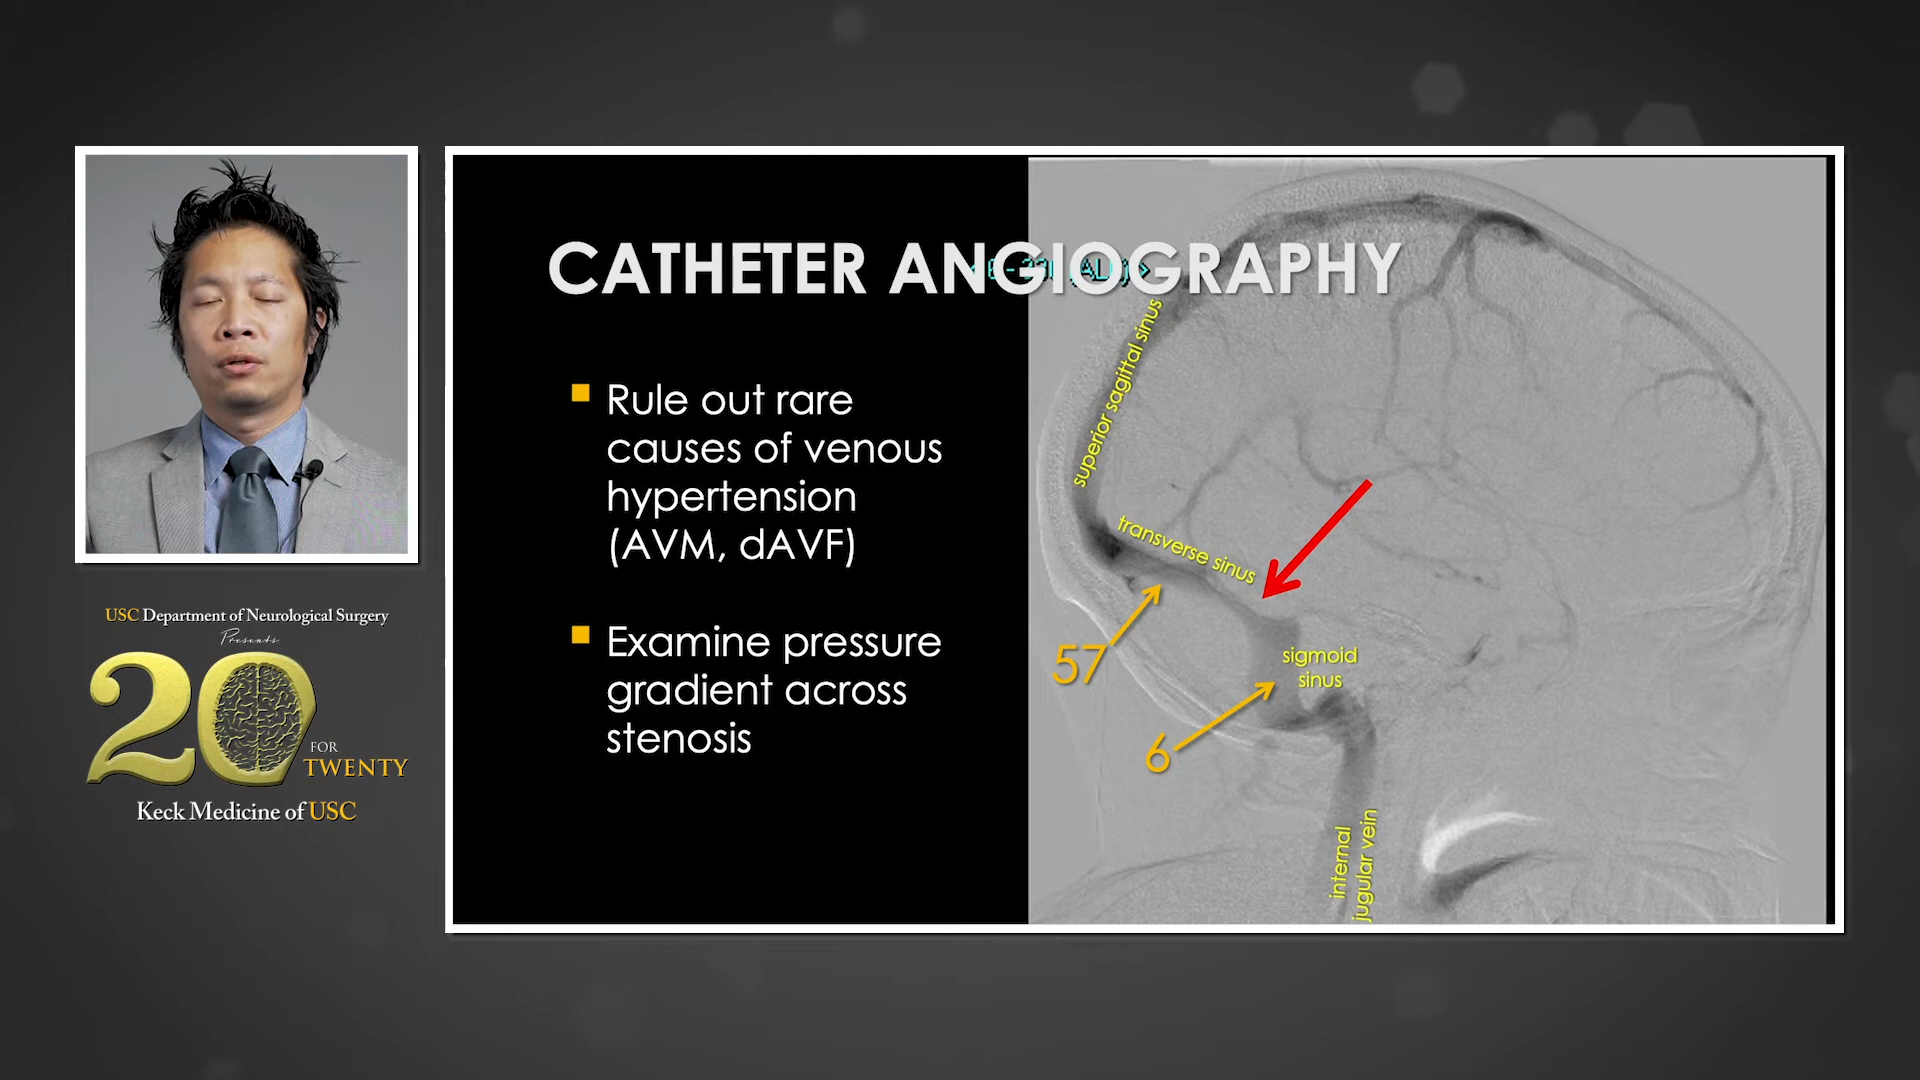 CATHETER ANGIOGRAPHY
Rule out rare
causes of venous
hypertension
(AVM, dAVF)
Examine pressure
gradient across
stenosis
superior sagittal sinus
transverse sinus
57
sigmoid
sinus
6
internal
jugular vein
USC Department of Neurological Surgery
Presents
20
FOR
TWENTY
Keck Medicine of USC